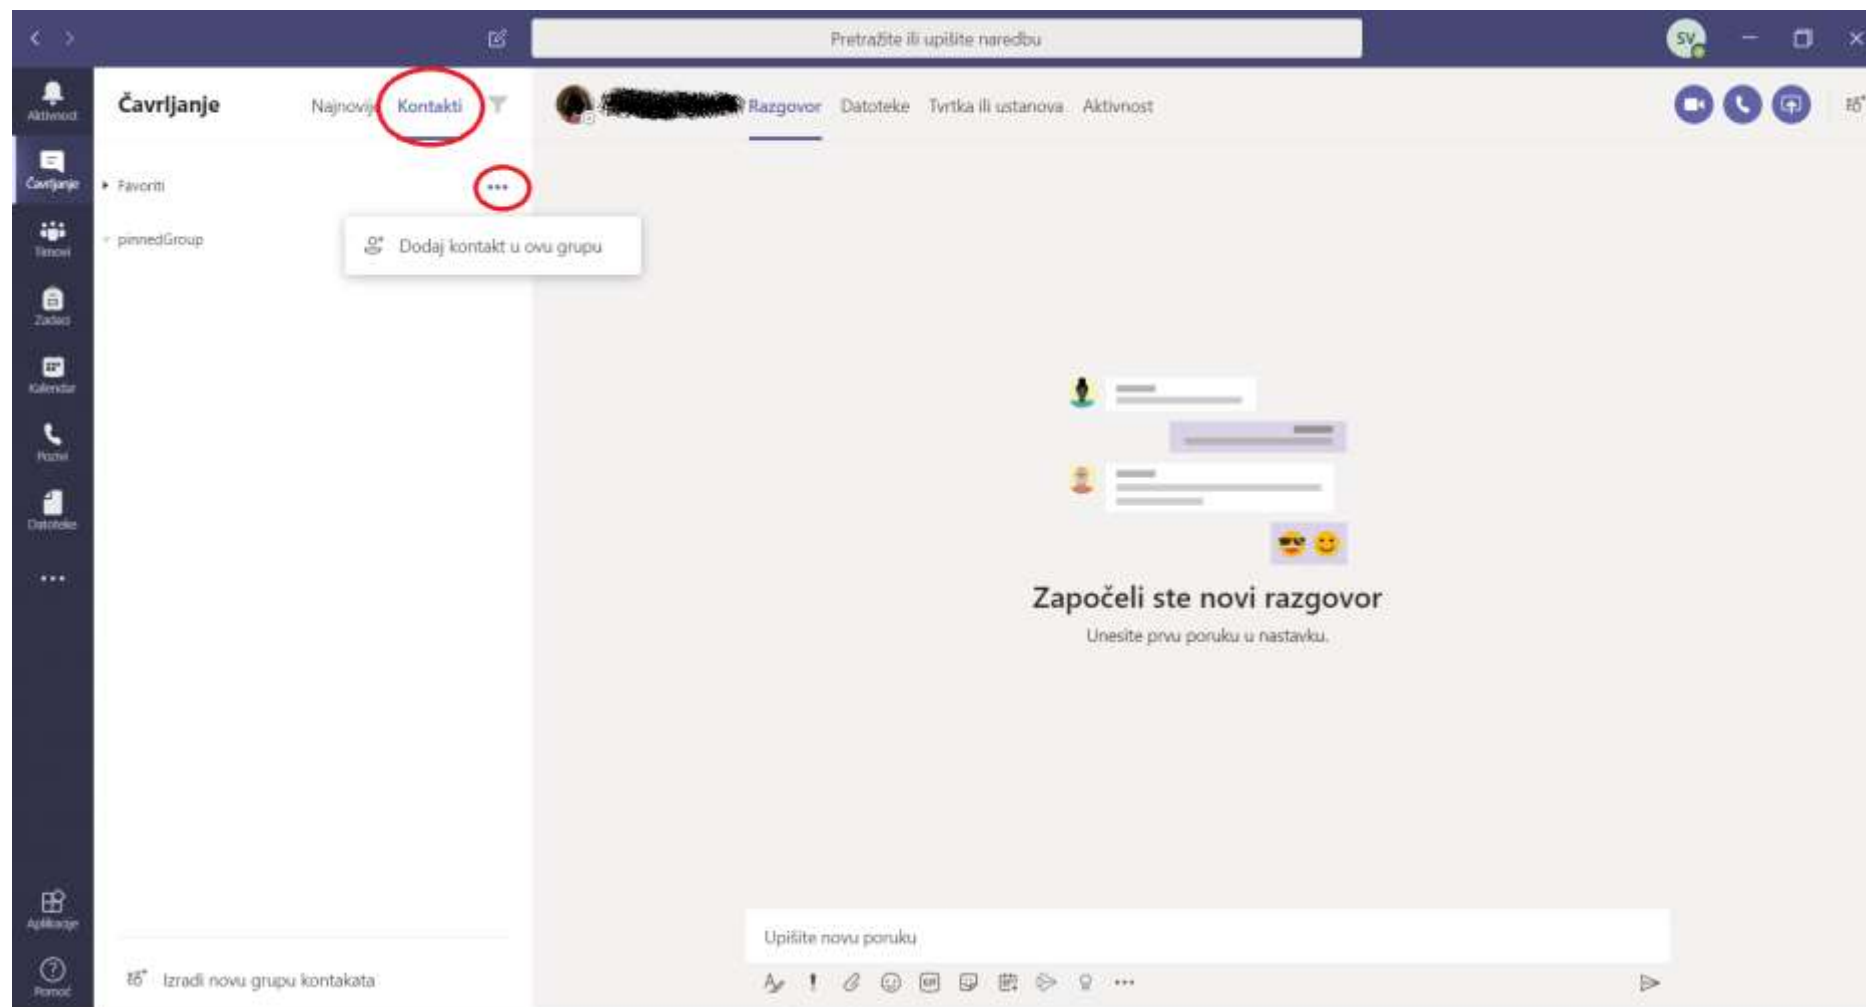 Pretražite ili upišite naredbu
SV
Aktivnost
Čavrljanje
Timovi
Zadaci
Kalendar
Pozivi
Datoteke
Aplikacije
Pomoć
Čavrljanje
Najnovije
Kontakti
Favoriti
pinnedGroup
Dodaj kontakt u ovu grupu
Izradi novu grupu kontakata
Razgovor
Datoteke
Tvrtka ili ustanova
Aktivnost
Započeli ste novi razgovor
Unesite prvu poruku u nastavku.
Upišite novu poruku
GIF